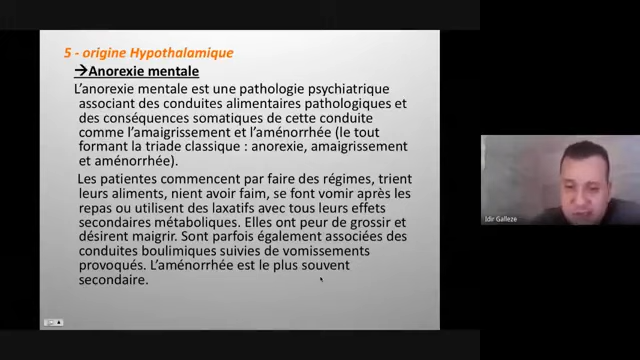 5 - origine Hypothalamique
→Anorexie mentale
L’anorexie mentale est une pathologie psychiatrique
associant des conduites alimentaires pathologiques et
des conséquences somatiques de cette conduite
comme l’amaigrissement et l’aménorrhée (le tout
formant la triade classique : anorexie, amaigrissement
et aménorrhée).
Les patientes commencent par faire des régimes, trient
leurs aliments, nient avoir faim, se font vomir après les
repas ou utilisent des laxatifs avec tous leurs effets
secondaires métaboliques. Elles ont peur de grossir et
désirent maigrir. Sont parfois également associées des
conduites boulimiques suivies de vomissements
provoqués. L’aménorrhée est le plus souvent
secondaire.
Idir Galleze